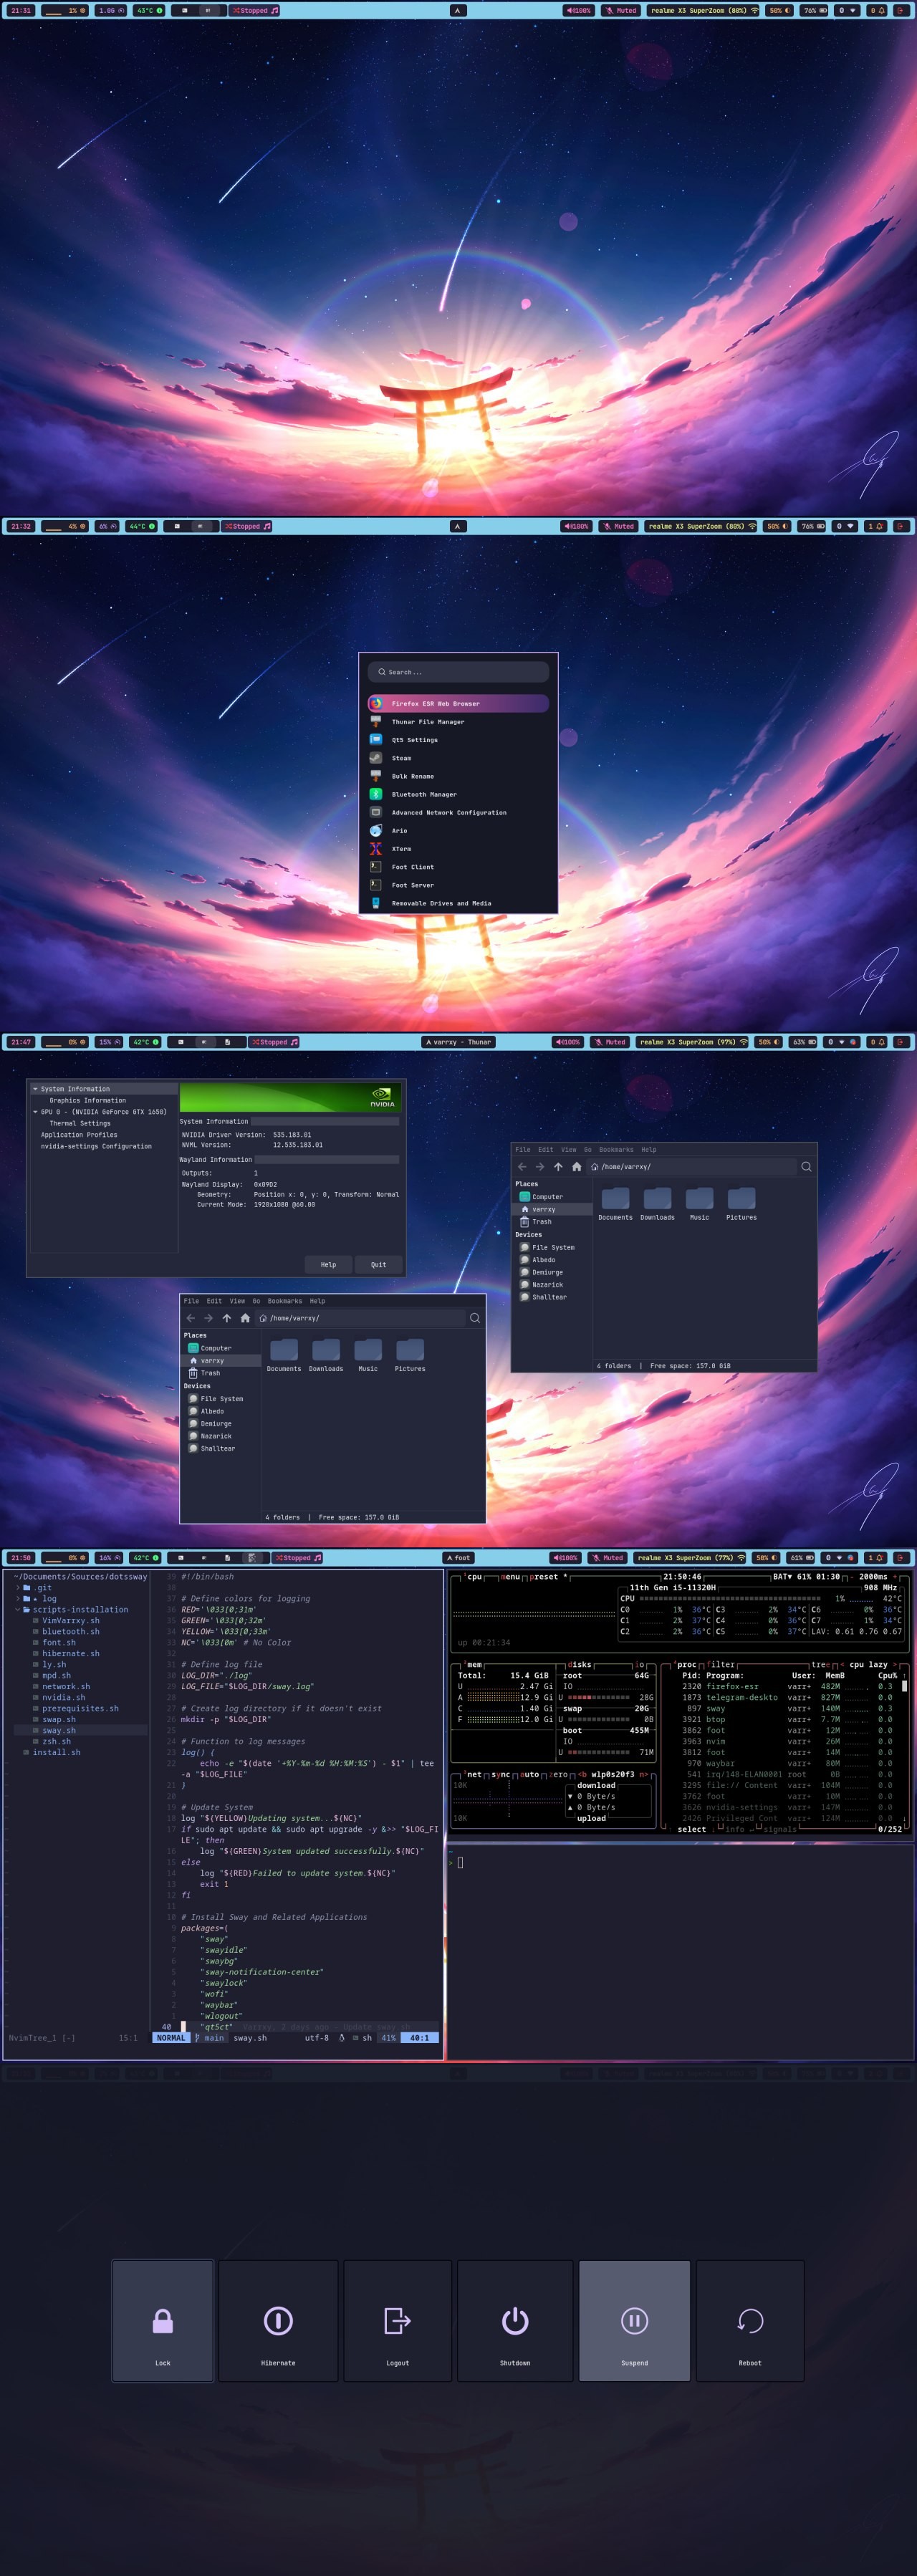 21:31 1% 1.0G 43°C Stopped 100% Muted realme X3 SuperZoom (80%) 50% 76% 0
21:32 4% 6% 44°C Stopped 100% Muted realme X3 SuperZoom (80%) 50% 76% 1
Search...
Firefox ESR Web Browser
Thunar File Manager
Qt5 Settings
Steam
Bulk Rename
Bluetooth Manager
Advanced Network Configuration
Ario
XTerm
Foot Client
Foot Server
Removable Drives and Media
21:47 0% 15% 42°C Stopped varrxy - Thunar 100% Muted realme X3 SuperZoom (97%) 50% 63% 0
System Information
Graphics Information
GPU 0 - (NVIDIA GeForce GTX 1650)
Thermal Settings
Application Profiles
nvidia-settings Configuration
NVIDIA
System Information
NVIDIA Driver Version: 535.183.01
NVML Version: 12.535.183.01
Wayland Information
Outputs: 1
Wayland Display: 0x09D2
Geometry: Position x: 0, y: 0, Transform: Normal
Current Mode: 1920x1080 @60.00
Help Quit
File Edit View Go Bookmarks Help
/home/varrxy/
Places
Computer
varrxy
Trash
Devices
File System
Albedo
Demiurge
Nazarick
Shalltear
Documents Downloads Music Pictures
4 folders | Free space: 157.0 GiB
File Edit View Go Bookmarks Help
/home/varrxy/
Places
Computer
varrxy
Trash
Devices
File System
Albedo
Demiurge
Nazarick
Shalltear
Documents Downloads Music Pictures
4 folders | Free space: 157.0 GiB
21:50 0% 16% 42°C Stopped foot 100% Muted realme X3 SuperZoom (77%) 50% 61% 1
~/Documents/Sources/dotssway
.git
log
scripts-installation
VimVarrxy.sh
bluetooth.sh
font.sh
hibernate.sh
ly.sh
mpd.sh
network.sh
nvidia.sh
prerequisites.sh
swap.sh
sway.sh
zsh.sh
install.sh
NvimTree_1 [-] 15:1
39 #!/bin/bash
38
37 # Define colors for logging
36 RED='\033[0;31m'
35 GREEN='\033[0;32m'
34 YELLOW='\033[0;33m'
33 NC='\033[0m' # No Color
32
31 # Define log file
30 LOG_DIR="./log"
29 LOG_FILE="$LOG_DIR/sway.log"
28
27 # Create log directory if it doesn't exist
26 mkdir -p "$LOG_DIR"
25
24 # Function to log messages
23 log() {
22 echo -e "$(date '+%Y-%m-%d %H:%M:%S') - $1" | tee
-a "$LOG_FILE"
21 }
20
19 # Update System
18 log "${YELLOW}Updating system...${NC}"
17 if sudo apt update && sudo apt upgrade -y &>> "$LOG_FI
LE"; then
16 log "${GREEN}System updated successfully.${NC}"
15 else
14 log "${RED}Failed to update system.${NC}"
13 exit 1
12 fi
11
10 # Install Sway and Related Applications
9 packages=(
8 "sway"
7 "swayidle"
6 "swaybg"
5 "sway-notification-center"
4 "swaylock"
3 "wofi"
2 "waybar"
1 "wlogout"
40 "qt5ct" Varrxy, 2 days ago - Update sway.sh
NORMAL main sway.sh utf-8 sh 41% 40:1
cpu menu preset * 21:50:46 BAT▼ 61% 01:30 - 2000ms +
11th Gen i5-11320H 908 MHz
CPU 1% 42°C
C0 1% 36°C C3 2% 34°C C6 0% 36°C
C1 2% 37°C C4 0% 36°C C7 1% 34°C
C2 2% 36°C C5 0% 37°C LAV: 0.61 0.76 0.67
up 00:21:34
mem disks io
Total: 15.4 GiB
U 2.47 Gi
A 12.9 Gi
C 1.40 Gi
F 12.0 Gi
root 64G
IO
U 28G
swap 20G
U 0B
boot 455M
IO
U 71M
net sync auto zero <b wlp0s20f3 n>
10K
download
▼ 0 Byte/s
▲ 0 Byte/s
upload
10K
proc filter tree < cpu lazy >
Pid: Program: User: MemB Cpu%
2320 firefox-esr varr+ 482M 0.3
1873 telegram-deskto varr+ 827M 0.0
897 sway varr+ 140M 0.3
3921 btop varr+ 7.7M 0.0
3862 foot varr+ 12M 0.0
3963 nvim varr+ 26M 0.0
3812 foot varr+ 14M 0.0
970 waybar varr+ 80M 0.0
541 irq/148-ELAN0001 root 0B 0.0
3295 file:// Content varr+ 104M 0.0
3762 foot varr+ 10M 0.0
3626 nvidia-settings varr+ 147M 0.0
2426 Privileged Cont varr+ 124M 0.0
select info signals 0/252
~
>
Lock Hibernate Logout Shutdown Suspend Reboot